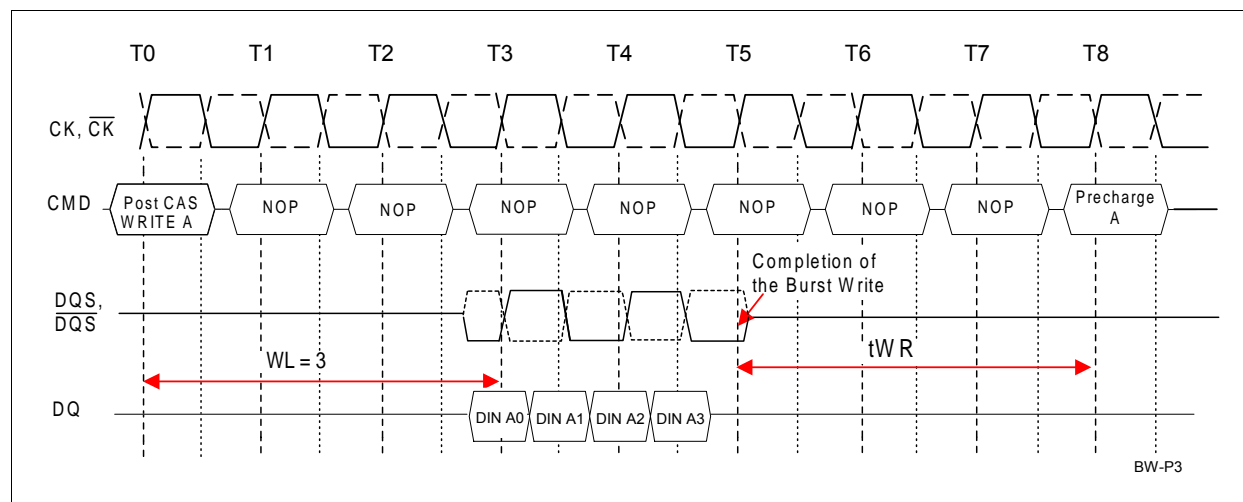 T0 T1 T2 T3 T4 T5 T6 T7 T8
CK, CK
CMD
Post CAS
WRITE A
NOP NOP NOP NOP NOP NOP NOP
Precharge
A
Completion of
the Burst Write
DQS,
DQS
WL = 3
tWR
DQ
DIN A0 DIN A1 DIN A2 DIN A3
BW-P3